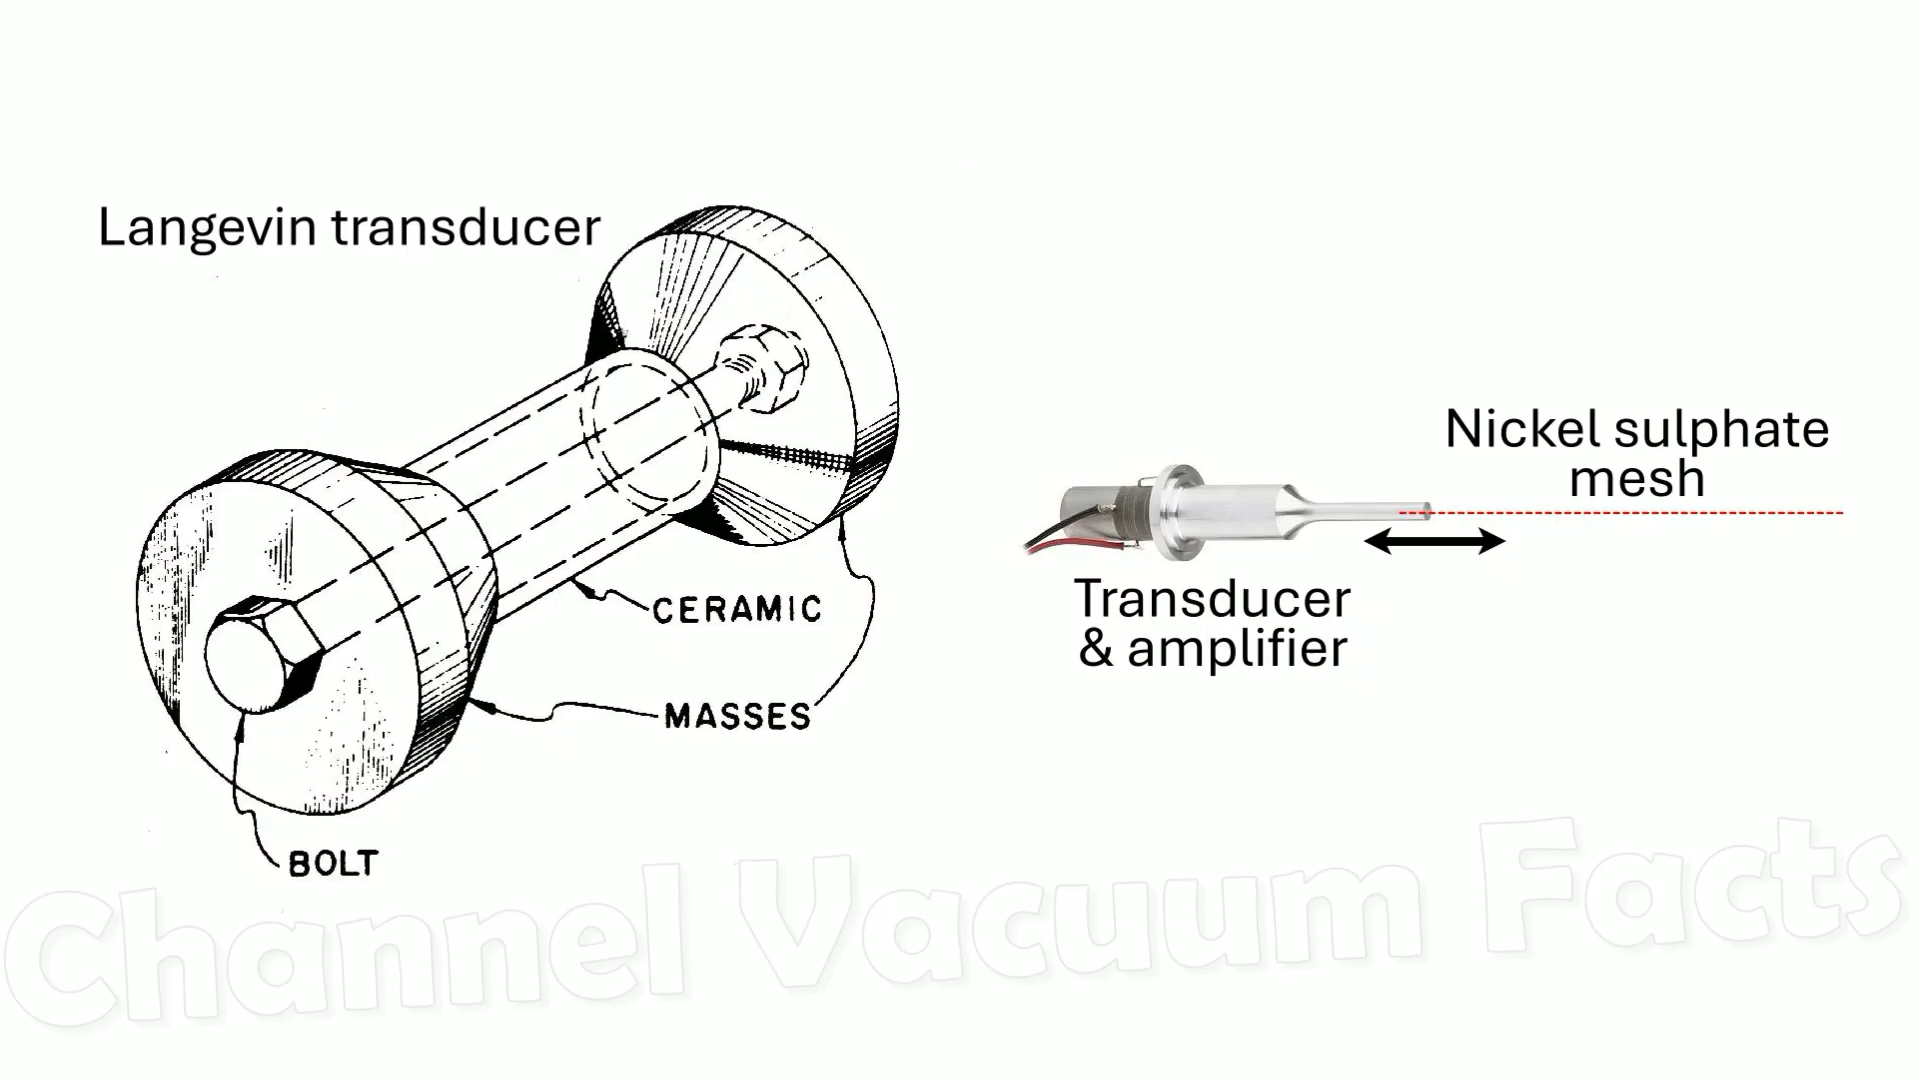 Langevin transducer
CERAMIC
MASSES
BOLT
Nickel sulphate
mesh
Transducer
& amplifier
Channel Vacuum Facts